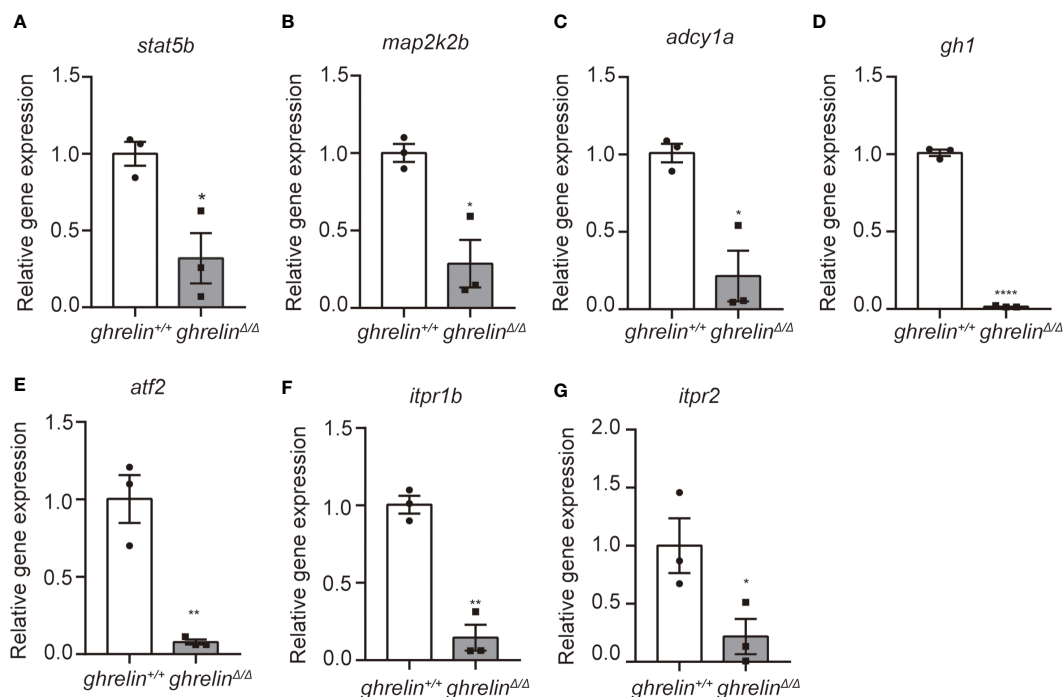 A
stat5b
Relative gene expression
1.5
1.0
0.5
0.0
*
ghrelin+/+ ghrelinΔ/Δ
B
map2k2b
Relative gene expression
1.5
1.0
0.5
0.0
*
ghrelin+/+ ghrelinΔ/Δ
C
adcy1a
Relative gene expression
1.5
1.0
0.5
0.0
*
ghrelin+/+ ghrelinΔ/Δ
D
gh1
Relative gene expression
1.5
1.0
0.5
0.0
****
ghrelin+/+ ghrelinΔ/Δ
E
atf2
Relative gene expression
1.5
1.0
0.5
0.0
**
ghrelin+/+ ghrelinΔ/Δ
F
itpr1b
Relative gene expression
1.5
1.0
0.5
0.0
**
ghrelin+/+ ghrelinΔ/Δ
G
itpr2
Relative gene expression
2.0
1.5
1.0
0.5
0.0
*
ghrelin+/+ ghrelinΔ/Δ